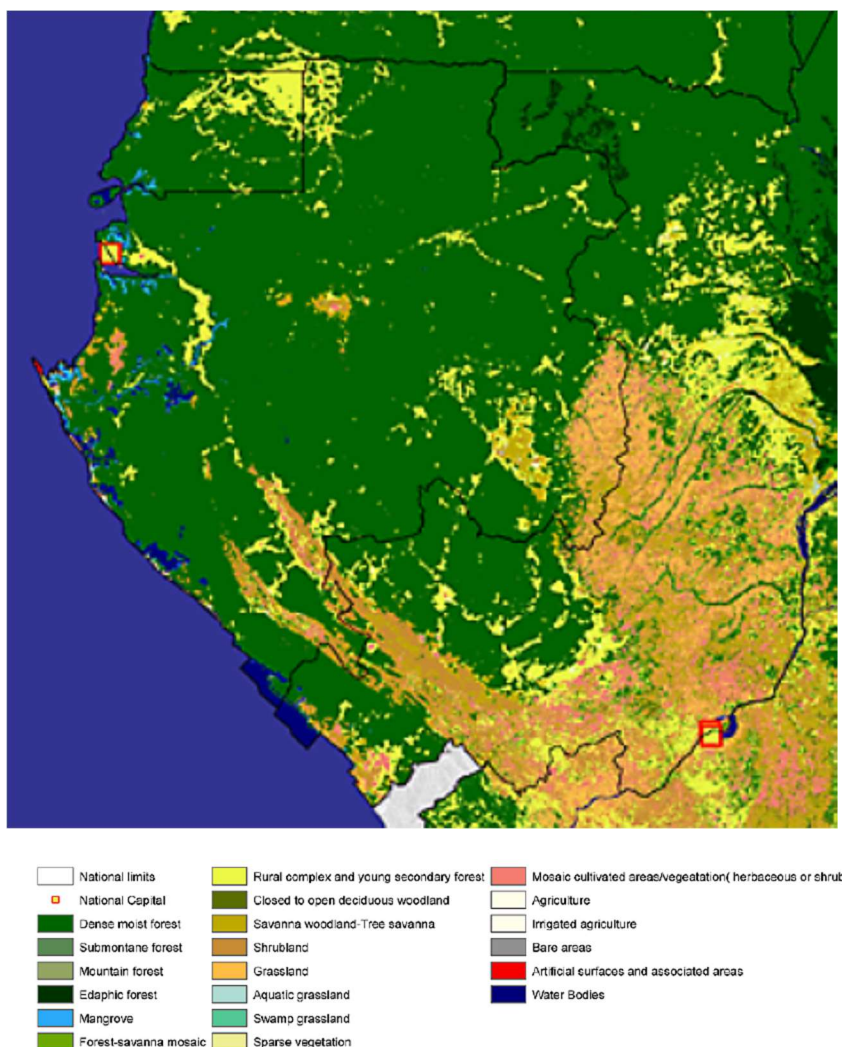 National limits
National Capital
Dense moist forest
Submontane forest
Mountain forest
Edaphic forest
Mangrove
Forest-savanna mosaic
Rural complex and young secondary forest
Closed to open deciduous woodland
Savanna woodland-Tree savanna
Shrubland
Grassland
Aquatic grassland
Swamp grassland
Sparse vegetation
Mosaic cultivated areas/vegeatation( herbaceous or shrub
Agriculture
Irrigated agriculture
Bare areas
Artificial surfaces and associated areas
Water Bodies